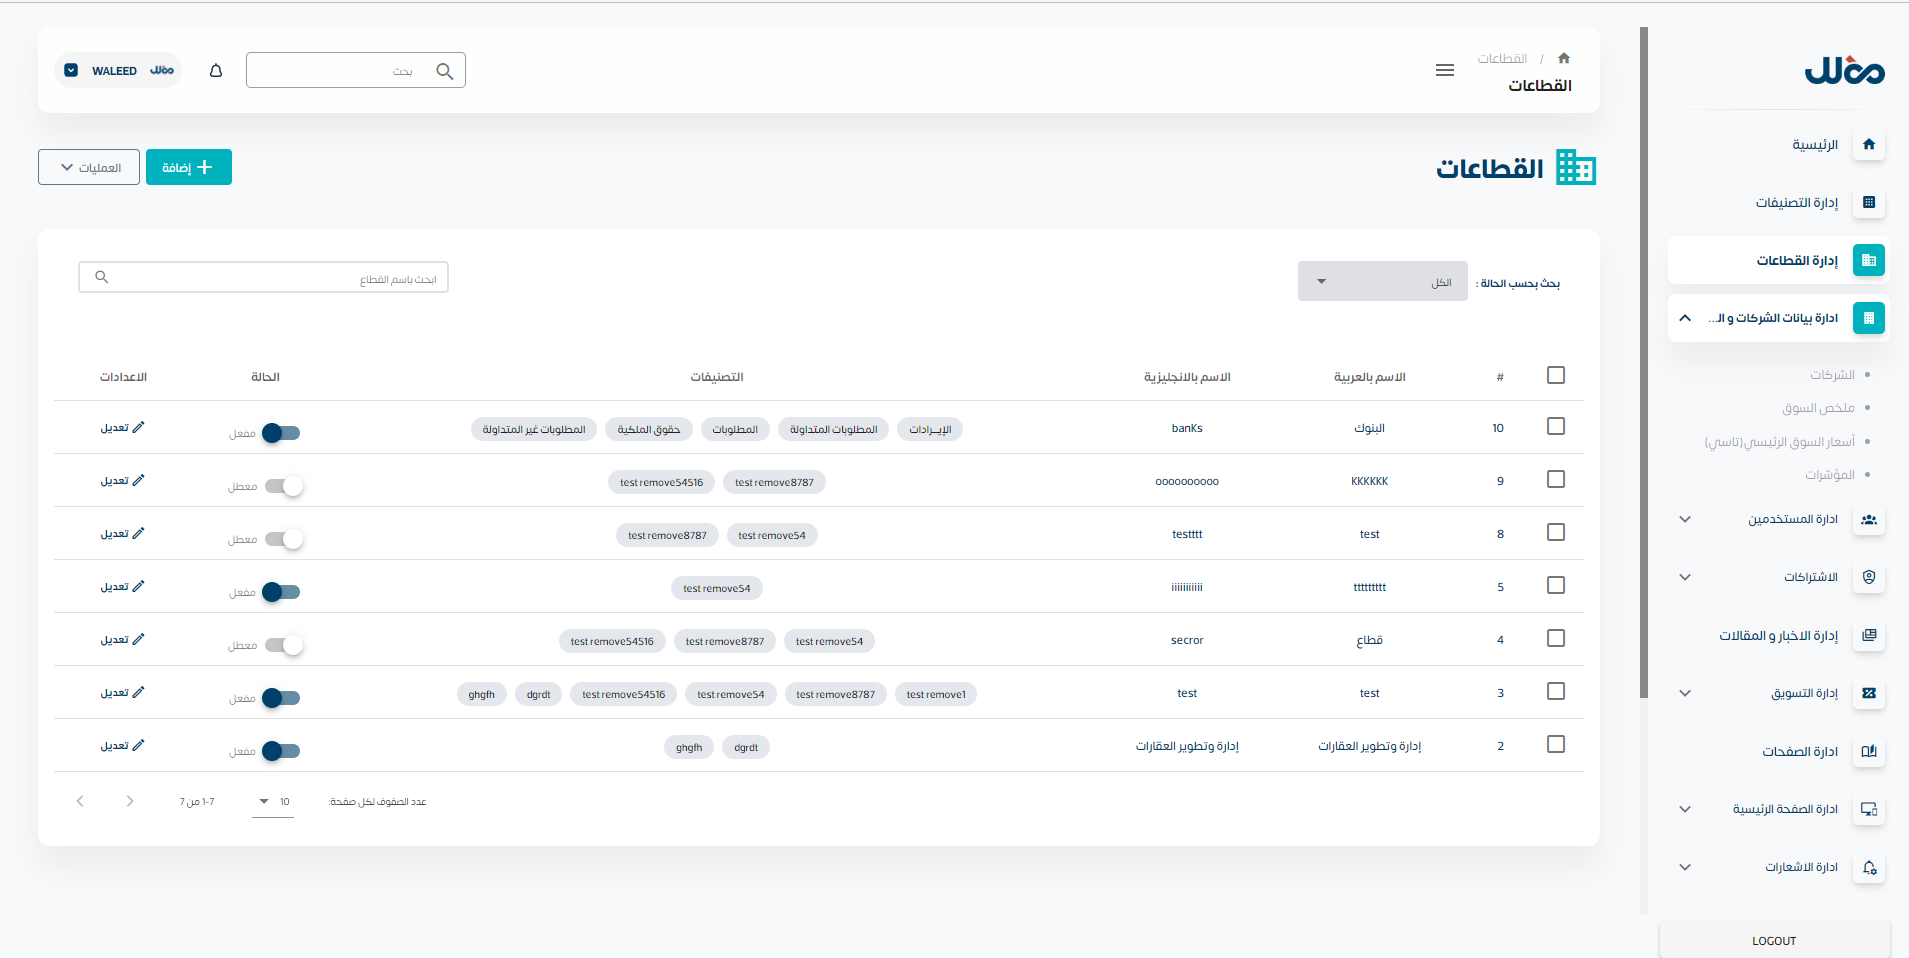 مؤلل
الرئيسية
إدارة التصنيفات
إدارة القطاعات
ادارة بيانات الشركات و الـ...
الشركات
ملخص السوق
أسعار السوق الرئيسي(تاسي)
المؤشرات
ادارة المستخدمين
الاشتراكات
إدارة الاخبار و المقالات
إدارة التسويق
ادارة الصفحات
ادارة الصفحة الرئيسية
ادارة الاشعارات
LOGOUT
/ القطاعات
القطاعات
بحث
WALEED
القطاعات
إضافة
العمليات
بحث بحسب الحالة :
الكل
ابحث باسم القطاع
# الاسم بالعربية الاسم بالانجليزية التصنيفات الحالة الاعدادات
10 البنوك banKs الإيــرادات المطلوبات المتداولة المطلوبات حقوق الملكية المطلوبات غير المتداولة مفعل تعديل
9 KKKKKK oooooooooo test remove8787 test remove54516 معطل تعديل
8 test testttt test remove54 test remove8787 معطل تعديل
5 ttttttttt iiiiiiiiiii test remove54 مفعل تعديل
4 قطاع secror test remove54 test remove8787 test remove54516 معطل تعديل
3 test test test remove1 test remove8787 test remove54 test remove54516 dgrdt ghgfh مفعل تعديل
2 إدارة وتطوير العقارات إدارة وتطوير العقارات dgrdt ghgfh مفعل تعديل
عدد الصفوف لكل صفحة: 10 1-7 من 7